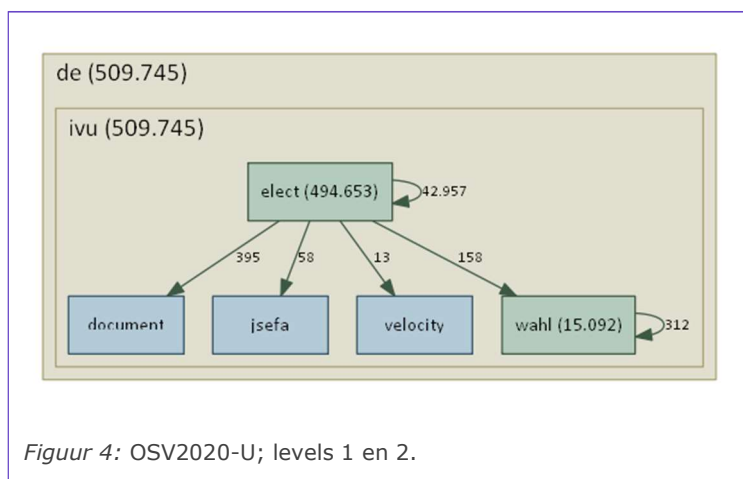 de (509.745)
ivu (509.745)
elect (494.653)
42.957
395
58
13
158
document
jsefa
velocity
wahl (15.092)
312
Figuur 4: OSV2020-U; levels 1 en 2.